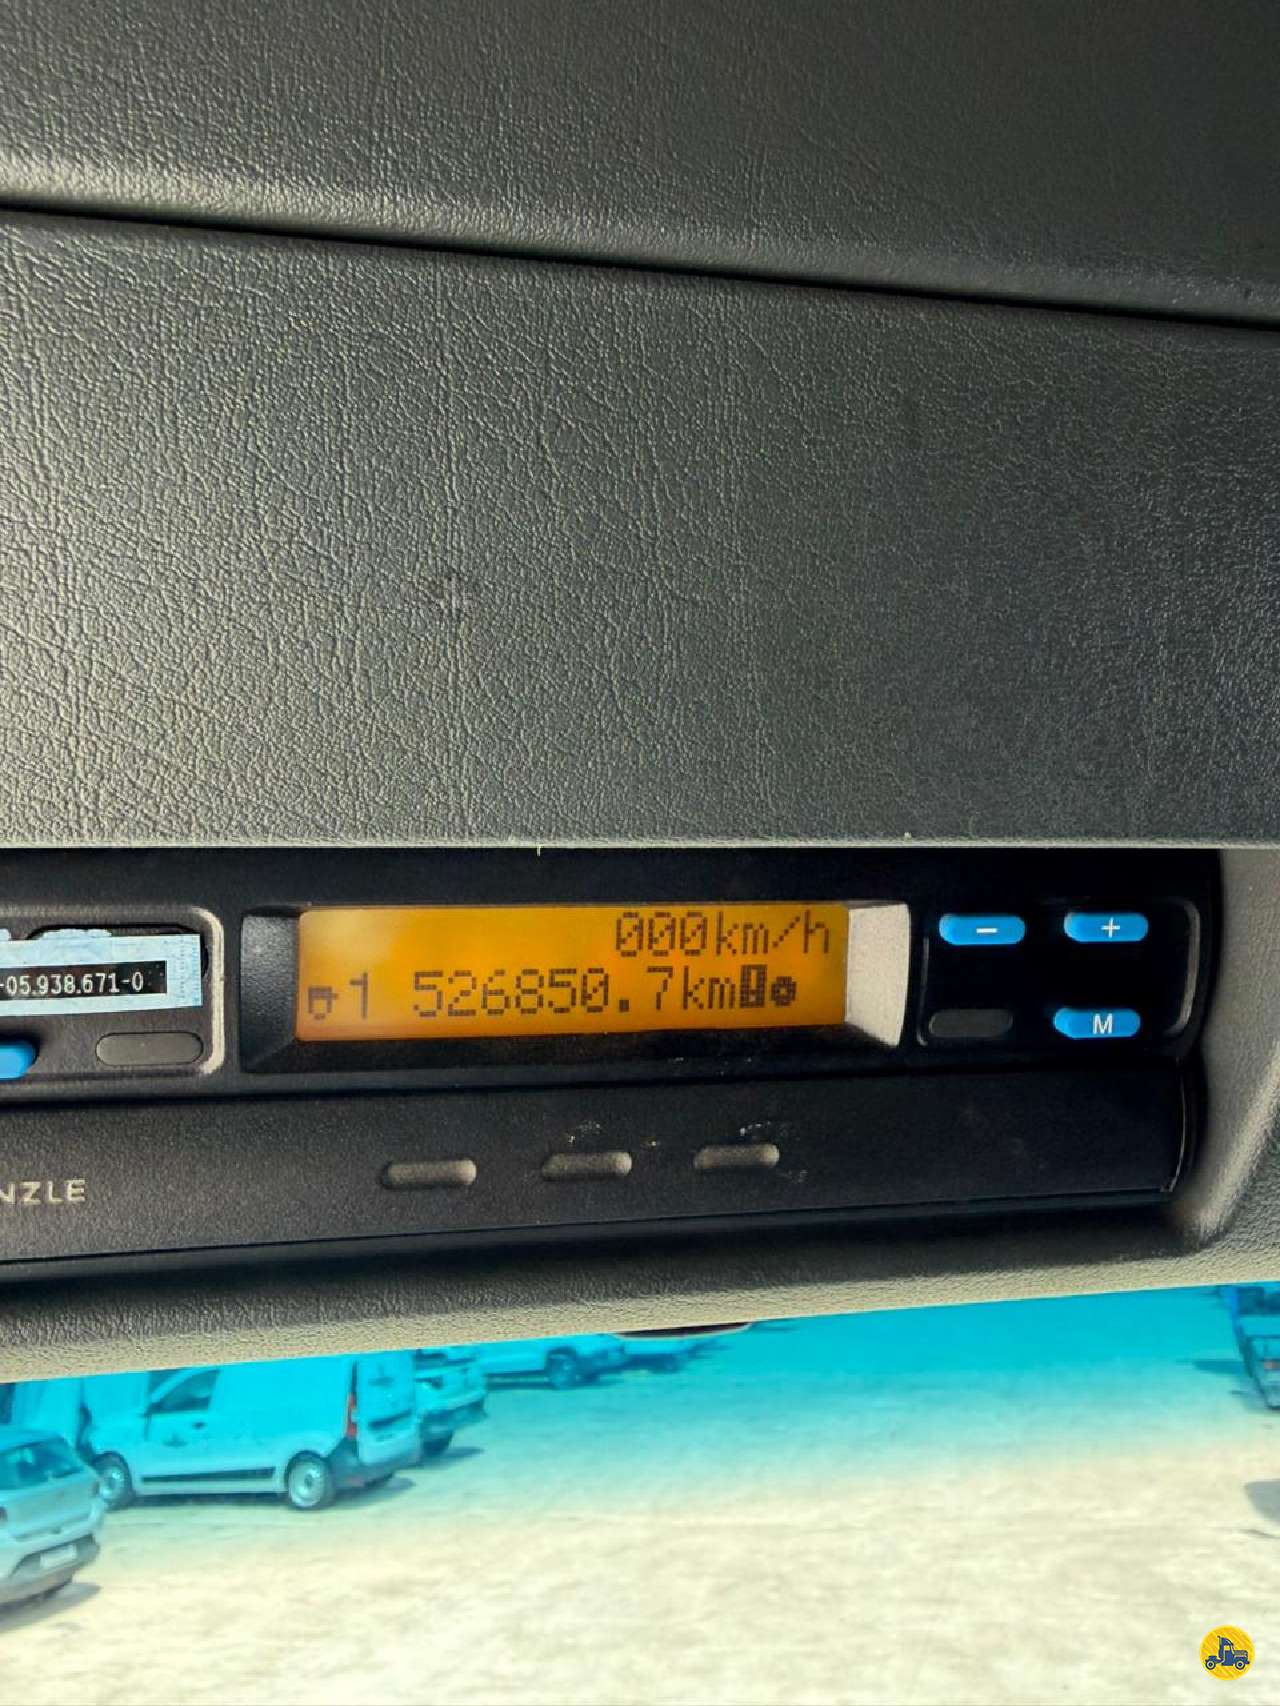 000km/h
1 526850.7km
- +
-05.938.671-0
M
NZLE